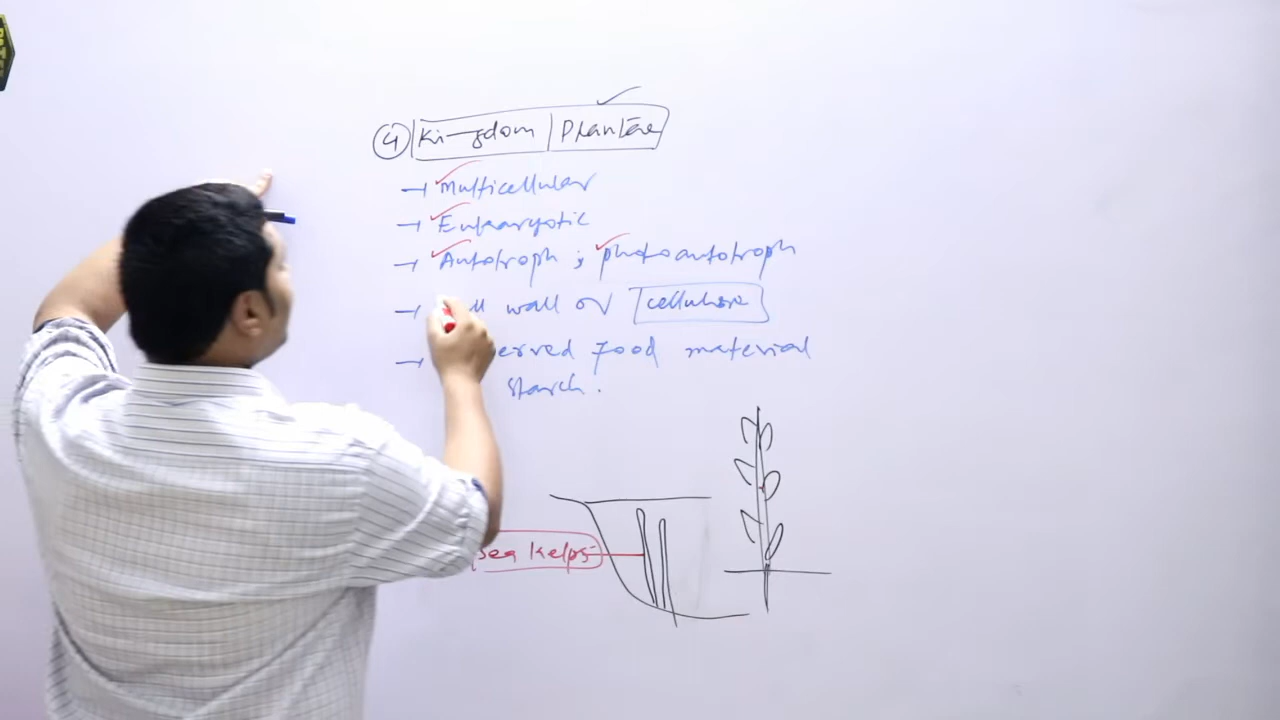 4 Kingdom Plantae
→ Multicellular
→ Eukaryotic
→ Autotroph ; photoautotroph
→ wall of cellulose
→ food material
starch.
Sea kelps